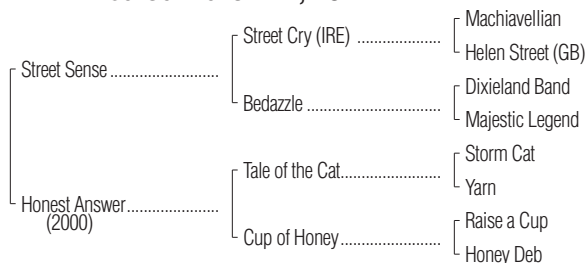 Machiavellian
Street Cry (IRE) ..................
Helen Street (GB)
Street Sense ........................
Dixieland Band
Bedazzle .............................
Majestic Legend
Storm Cat
Tale of the Cat.....................
Yarn
Honest Answer....................
(2000)
Raise a Cup
Cup of Honey.....................
Honey Deb